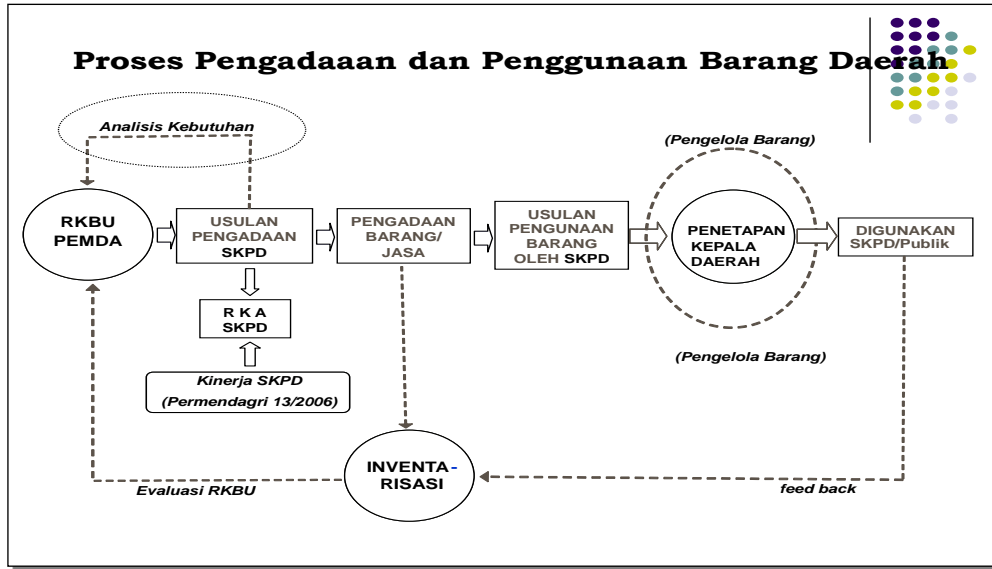 Proses Pengadaaan dan Penggunaan Barang Daerah
Analisis Kebutuhan
(Pengelola Barang)
RKBU
PEMDA
USULAN
PENGADAAN
SKPD
PENGADAAN
BARANG/
JASA
USULAN
PENGUNAAN
BARANG
OLEH SKPD
PENETAPAN
KEPALA
DAERAH
DIGUNAKAN
SKPD/Publik
R K A
SKPD
(Pengelola Barang)
Kinerja SKPD
(Permendagri 13/2006)
INVENTA-
RISASI
Evaluasi RKBU
feed back